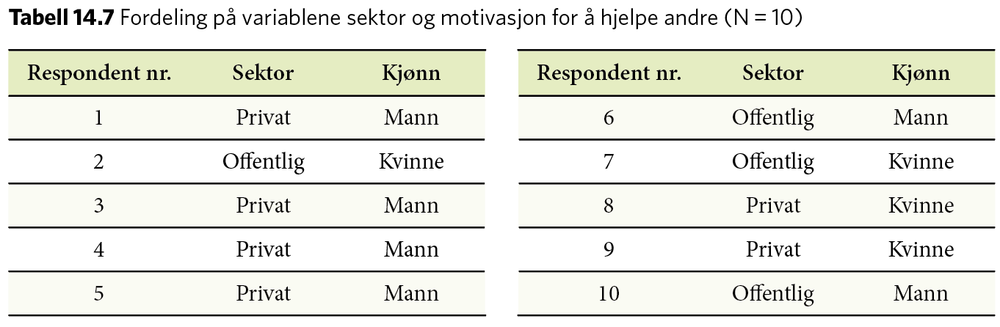 Tabell 14.7 Fordeling på variablene sektor og motivasjon for å hjelpe andre (N = 10)
Respondent nr. Sektor Kjønn
1 Privat Mann
2 Offentlig Kvinne
3 Privat Mann
4 Privat Mann
5 Privat Mann
Respondent nr. Sektor Kjønn
6 Offentlig Mann
7 Offentlig Kvinne
8 Privat Kvinne
9 Privat Kvinne
10 Offentlig Mann